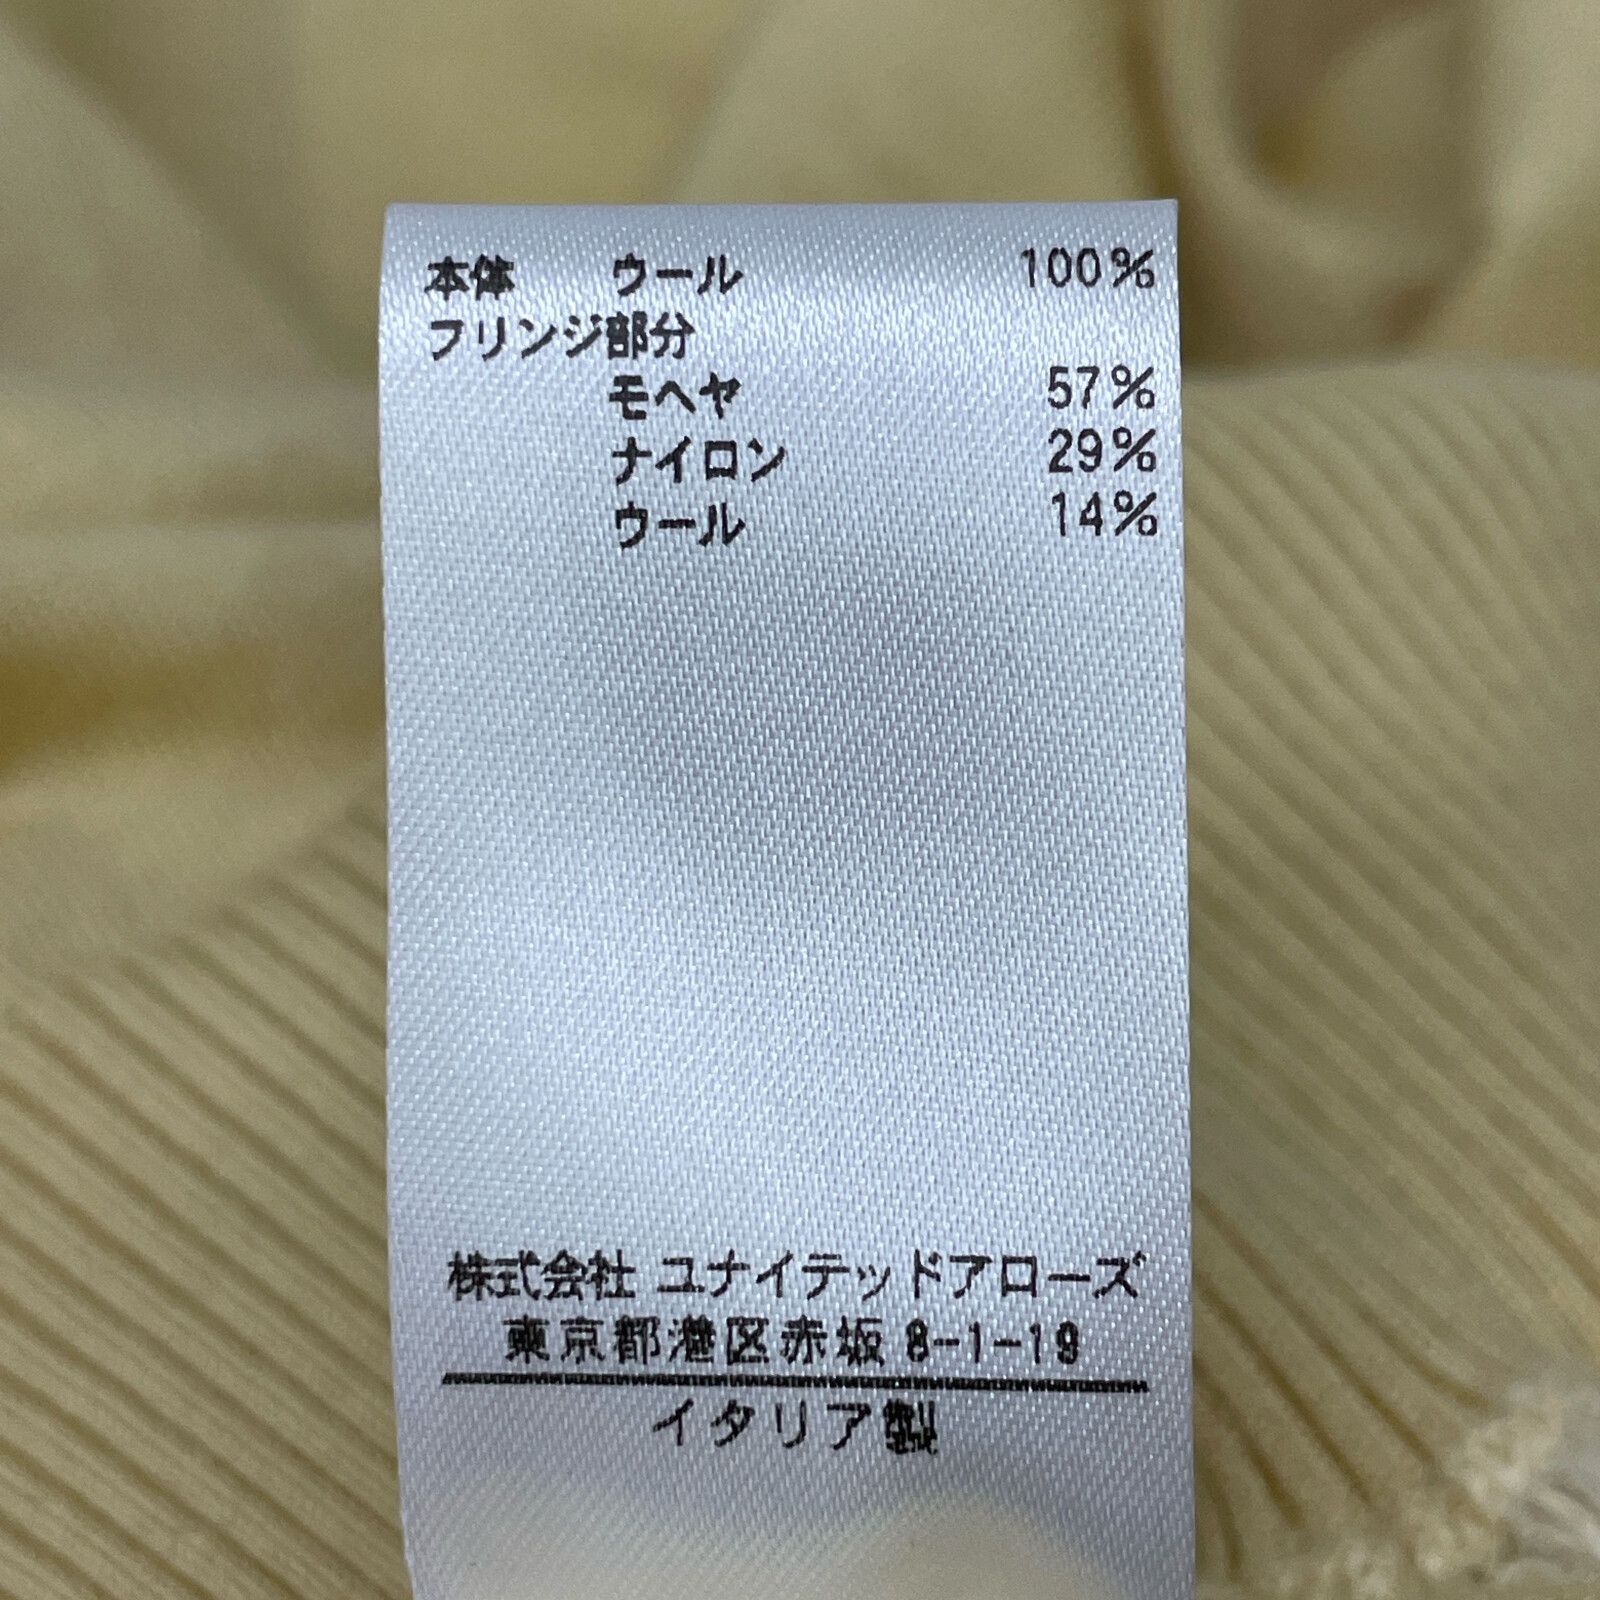 本体 ウール 100%
フリンジ部分
モヘヤ 57%
ナイロン 29%
ウール 14%
株式会社 ユナイテッドアローズ
東京都港区赤坂 8-1-19
イタリア製